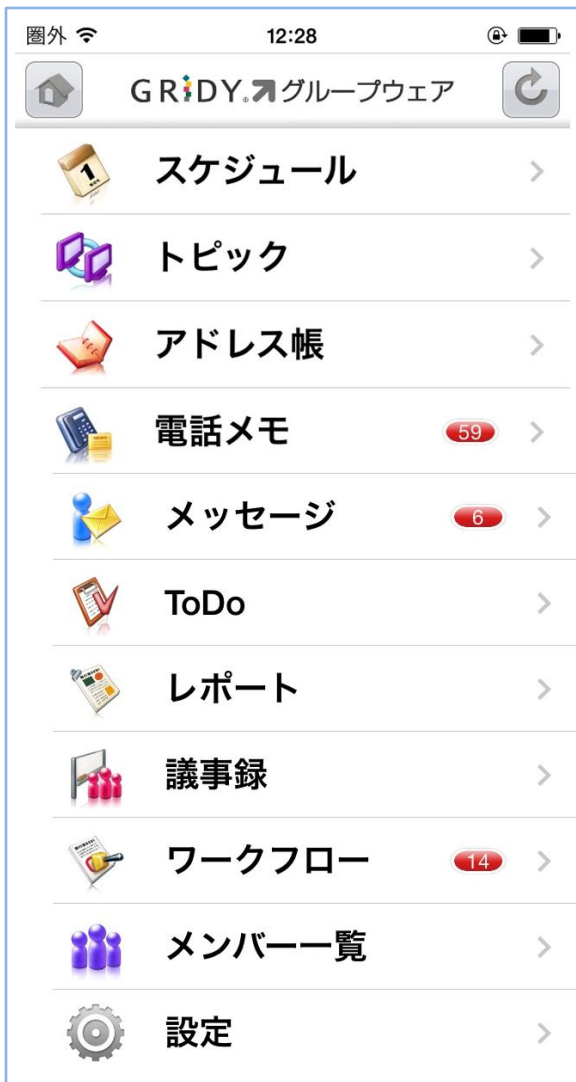 圏外 12:28
GRiDY. グループウェア
スケジュール
トピック
アドレス帳
電話メモ 59
メッセージ 6
ToDo
レポート
議事録
ワークフロー 14
メンバー一覧
設定